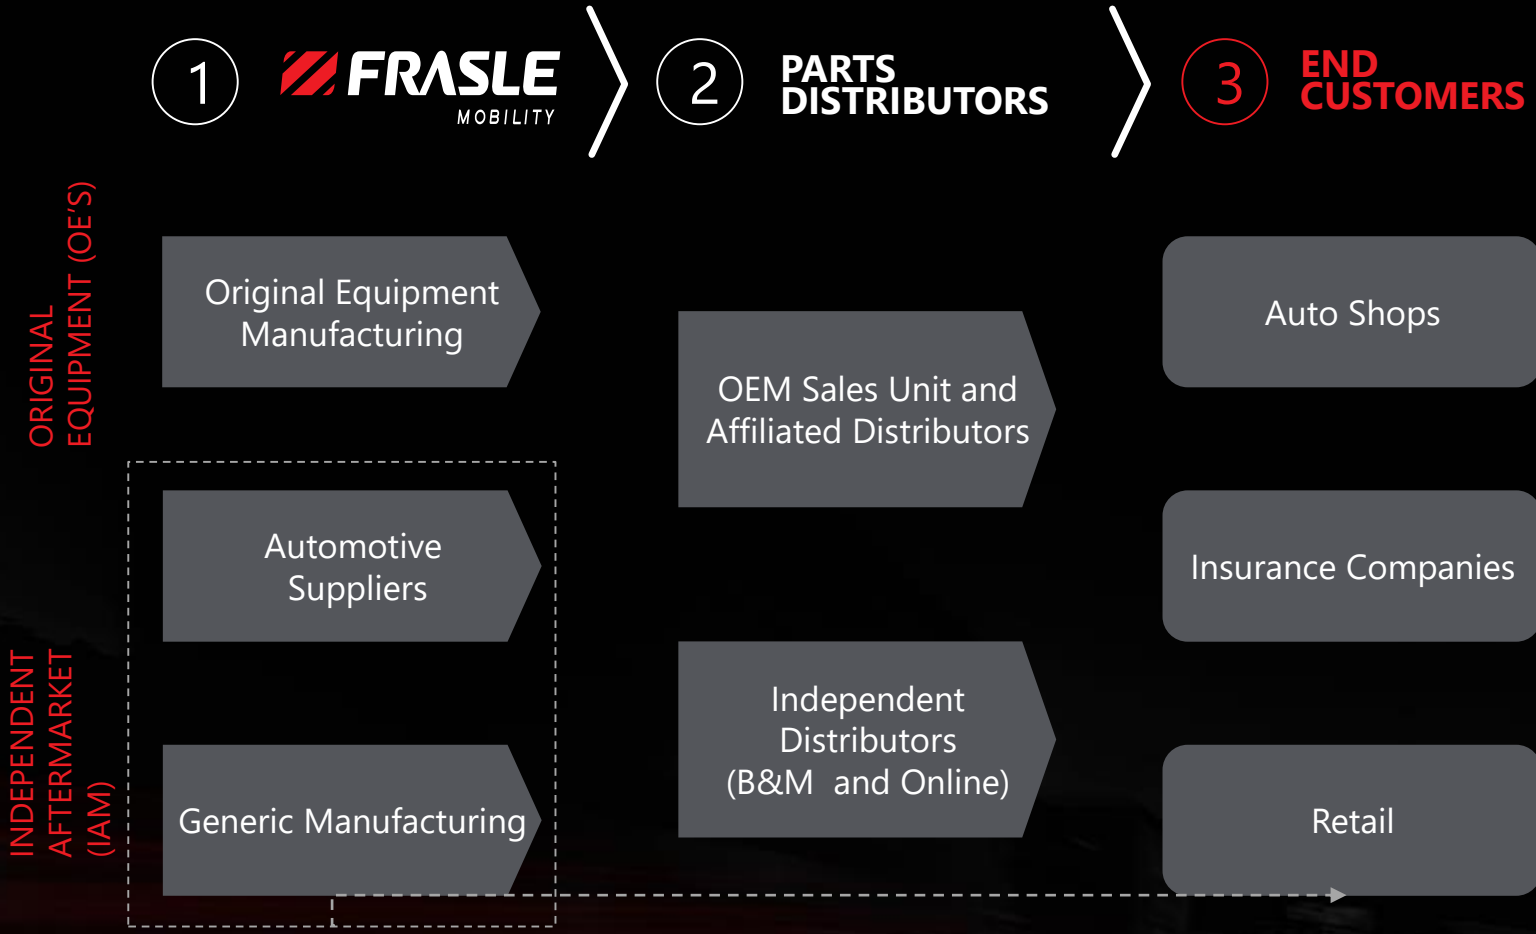 1
FRASLE
MOBILITY
2
PARTS
DISTRIBUTORS
3
END
CUSTOMERS
ORIGINAL
EQUIPMENT (OE'S)
Original Equipment
Manufacturing
OEM Sales Unit and
Affiliated Distributors
Auto Shops
INDEPENDENT
AFTERMARKET
(IAM)
Automotive
Suppliers
Generic Manufacturing
Independent
Distributors
(B&M and Online)
Insurance Companies
Retail